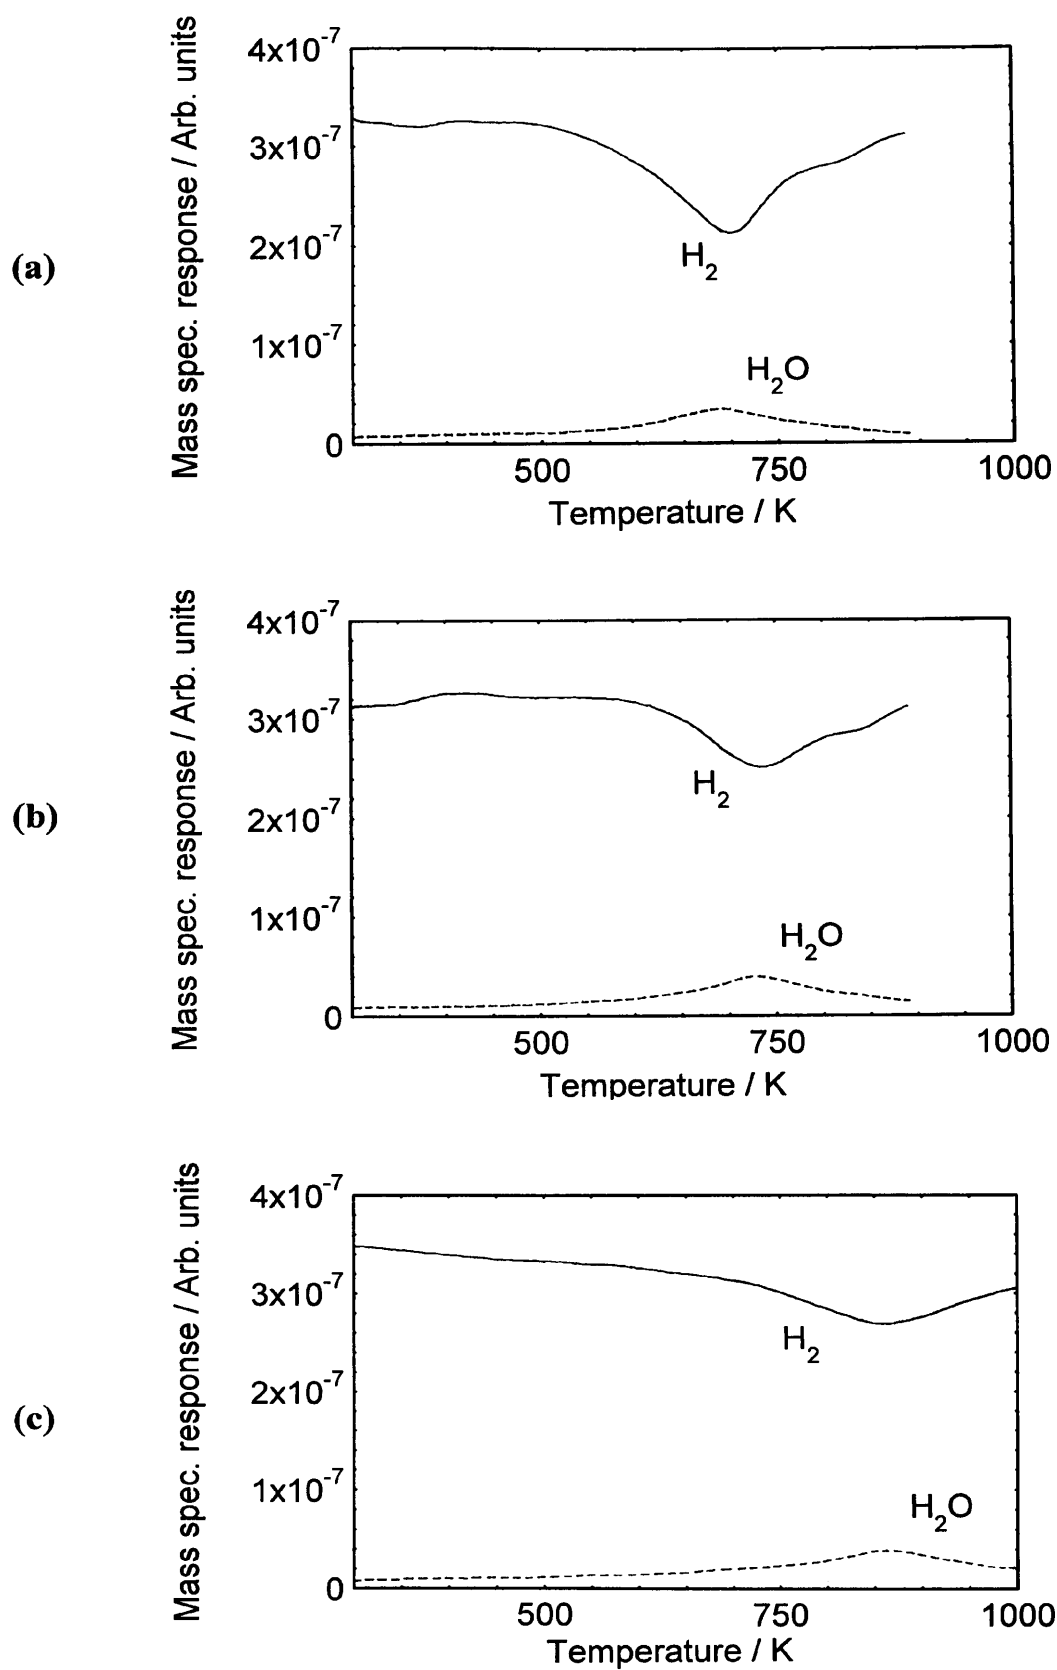 (a)
Mass spec. response / Arb. units
4x10⁻⁷
3x10⁻⁷
2x10⁻⁷
1x10⁻⁷
0
H₂
H₂O
500 750 1000
Temperature / K
(b)
Mass spec. response / Arb. units
4x10⁻⁷
3x10⁻⁷
2x10⁻⁷
1x10⁻⁷
0
H₂
H₂O
500 750 1000
Temperature / K
(c)
Mass spec. response / Arb. units
4x10⁻⁷
3x10⁻⁷
2x10⁻⁷
1x10⁻⁷
0
H₂
H₂O
500 750 1000
Temperature / K